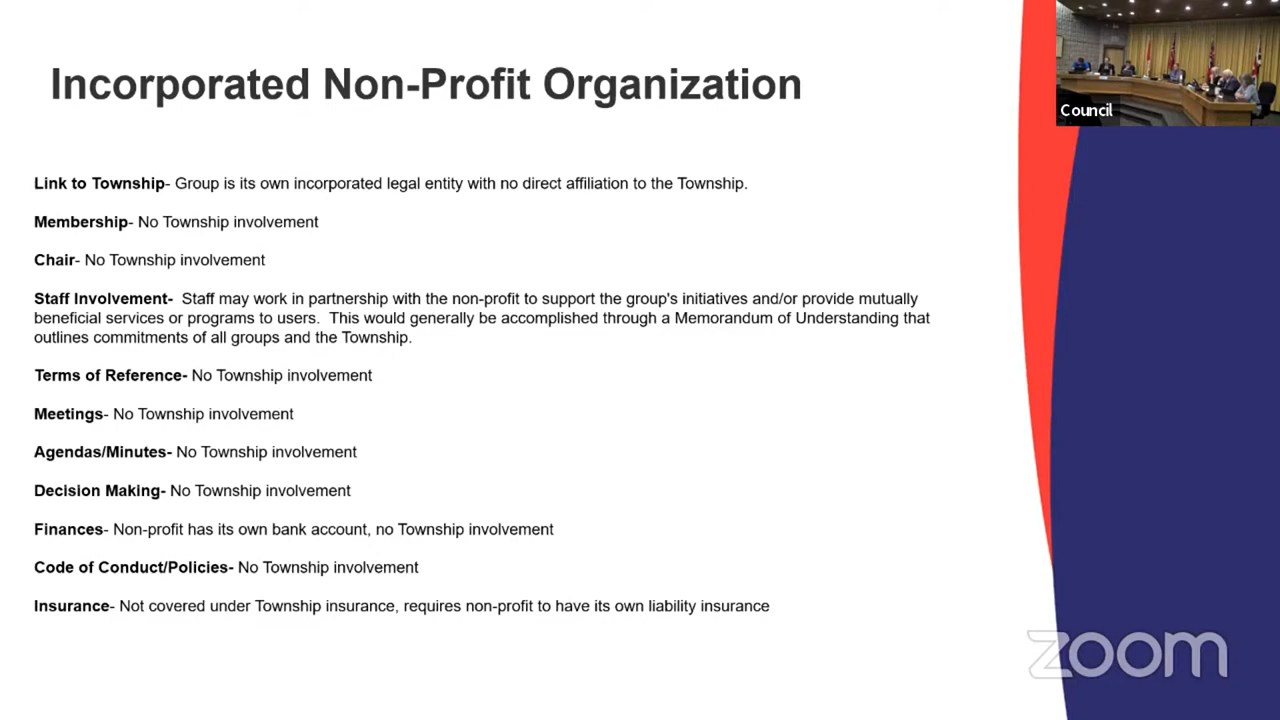 Incorporated Non-Profit Organization
Council
Link to Township- Group is its own incorporated legal entity with no direct affiliation to the Township.
Membership- No Township involvement
Chair- No Township involvement
Staff Involvement-  Staff may work in partnership with the non-profit to support the group's initiatives and/or provide mutually
beneficial services or programs to users.  This would generally be accomplished through a Memorandum of Understanding that
outlines commitments of all groups and the Township.
Terms of Reference- No Township involvement
Meetings- No Township involvement
Agendas/Minutes- No Township involvement
Decision Making- No Township involvement
Finances- Non-profit has its own bank account, no Township involvement
Code of Conduct/Policies- No Township involvement
Insurance- Not covered under Township insurance, requires non-profit to have its own liability insurance
zoom